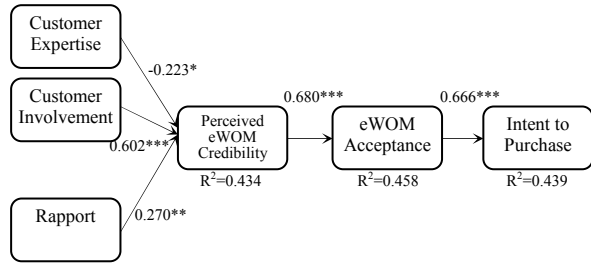 Customer
Expertise
-0.223*
Customer
Involvement
0.602***
Rapport
0.270**
Perceived
eWOM
Credibility
R²=0.434
0.680***
eWOM
Acceptance
R²=0.458
0.666***
Intent to
Purchase
R²=0.439